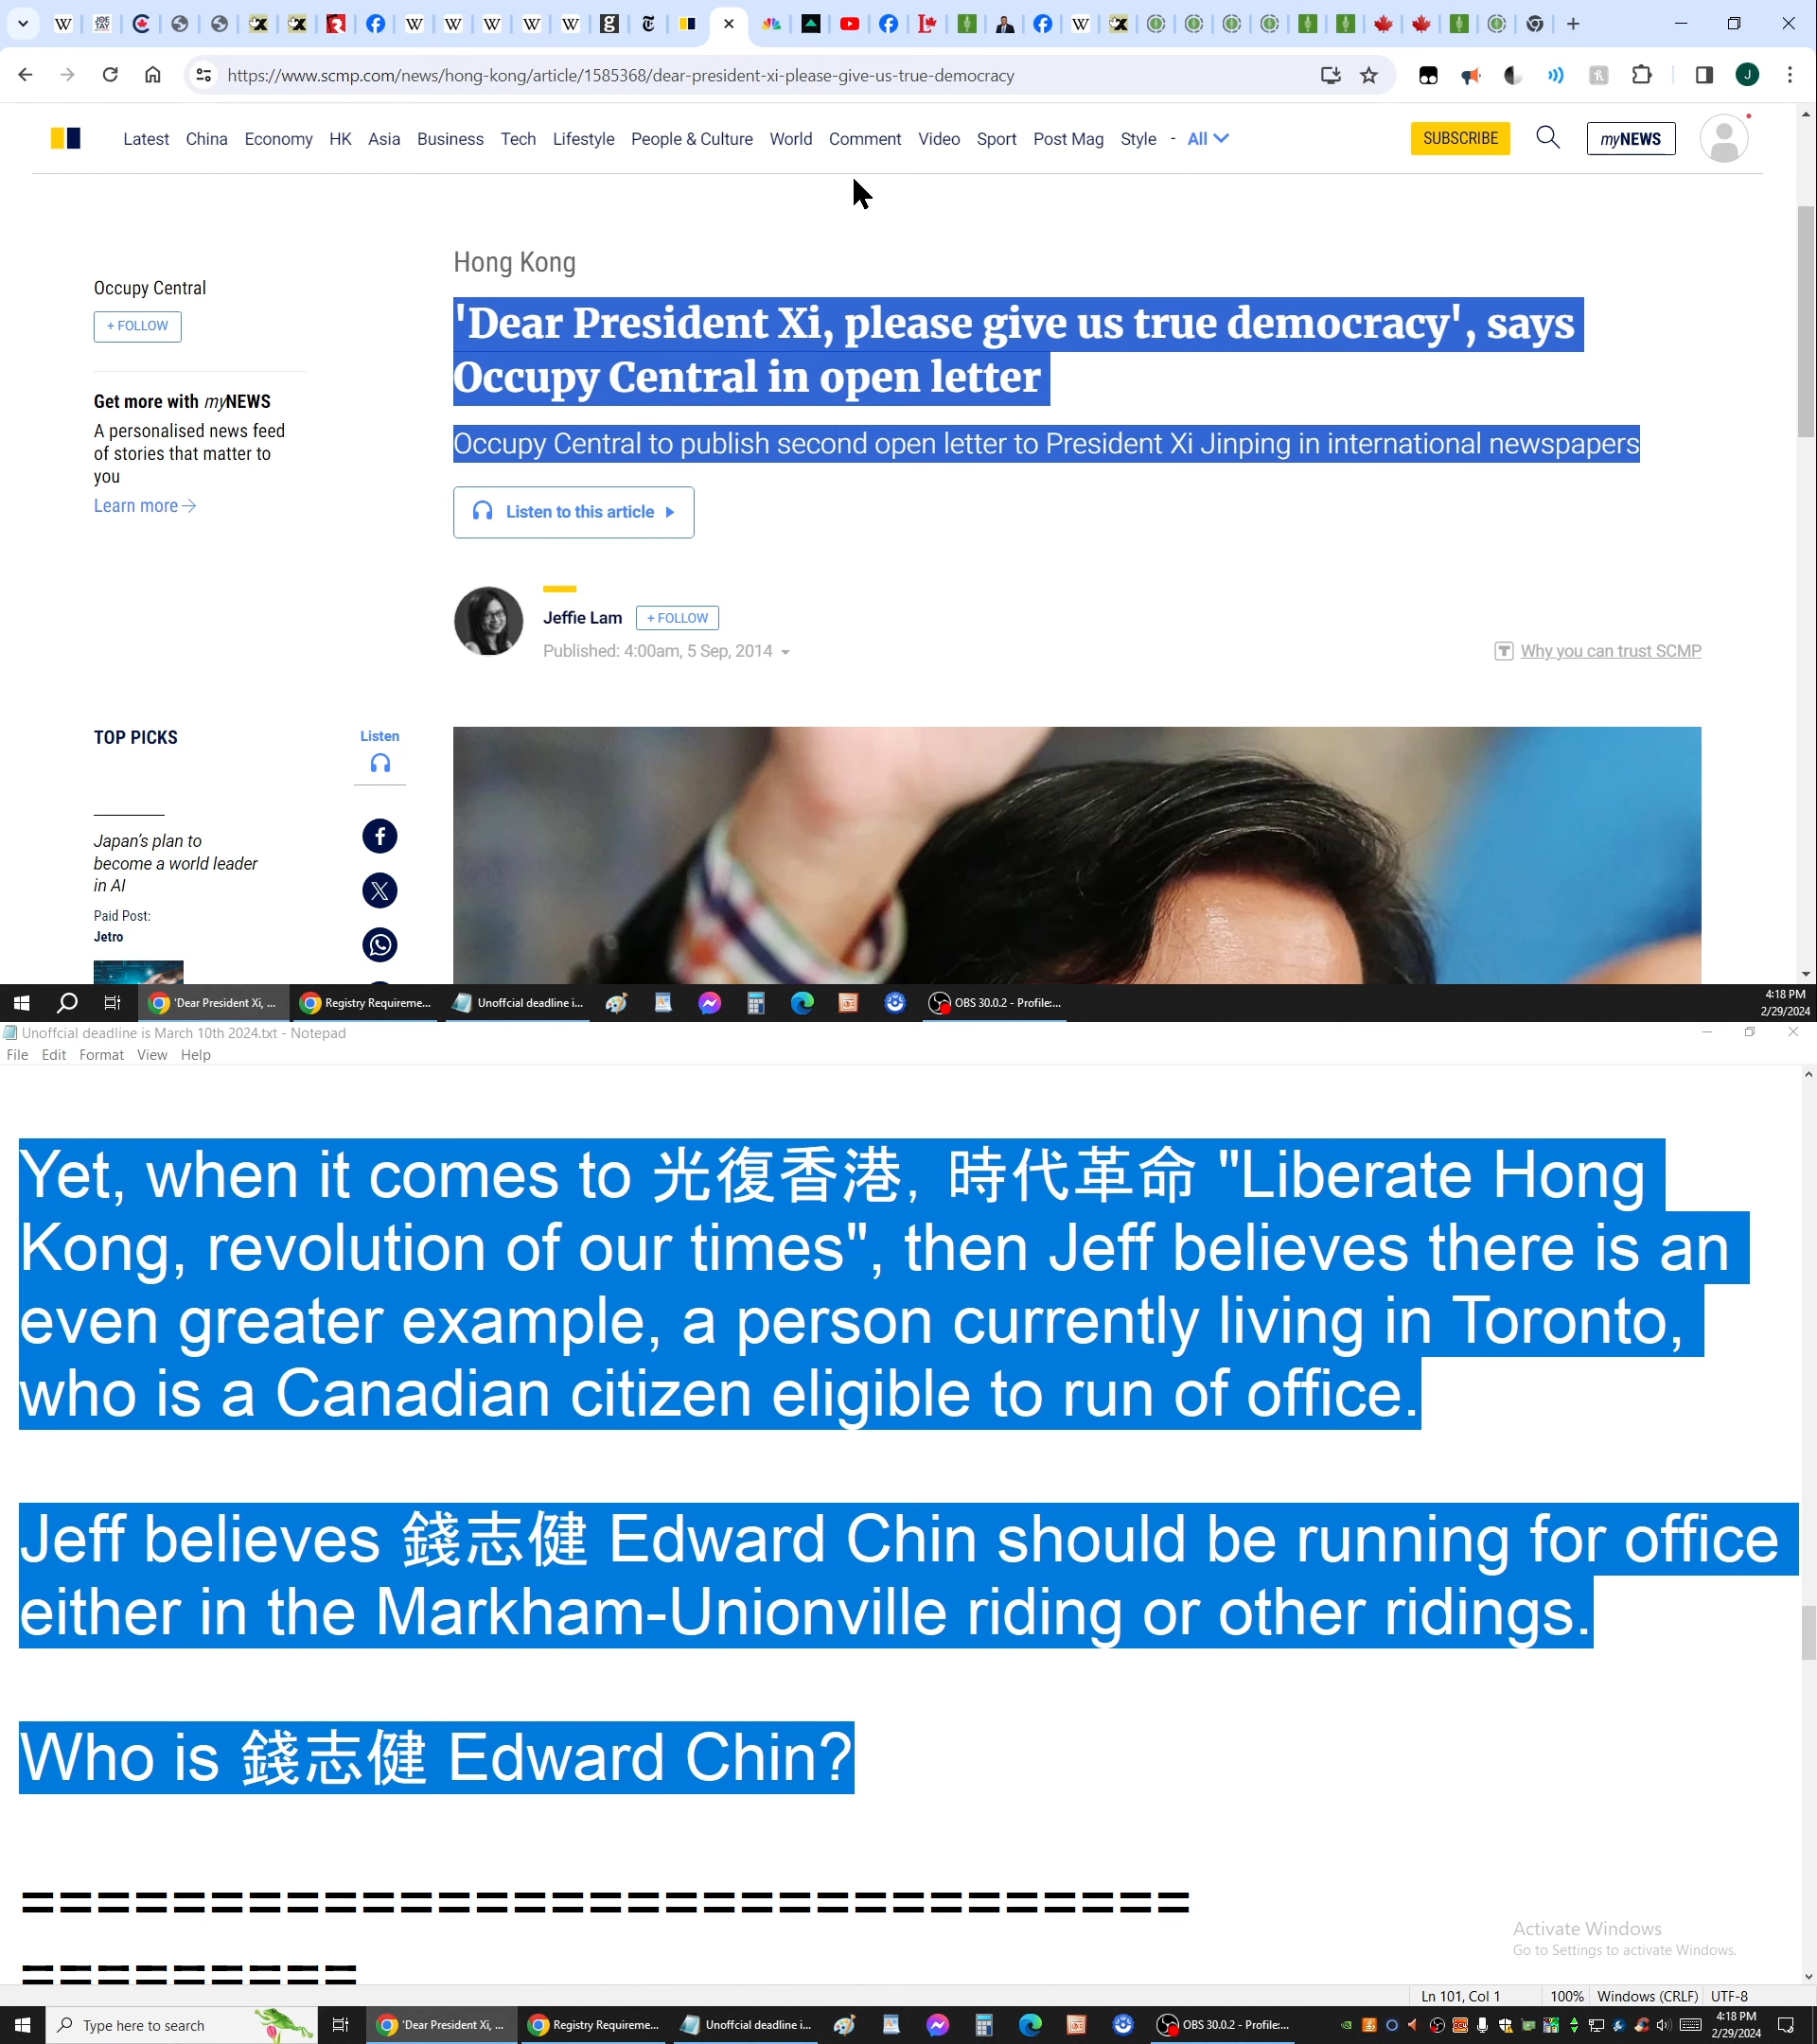 https://www.scmp.com/news/hong-kong/article/1585368/dear-president-xi-please-give-us-true-democracy
Latest China Economy HK Asia Business Tech Lifestyle People & Culture World Comment Video Sport Post Mag Style - All
SUBSCRIBE
myNEWS
Hong Kong
Occupy Central
+ FOLLOW
'Dear President Xi, please give us true democracy', says
Occupy Central in open letter
Occupy Central to publish second open letter to President Xi Jinping in international newspapers
Get more with myNEWS
A personalised news feed
of stories that matter to
you
Learn more
Listen to this article
Jeffie Lam + FOLLOW
Published: 4:00am, 5 Sep, 2014
Why you can trust SCMP
TOP PICKS
Listen
Japan's plan to
become a world leader
in AI
Paid Post:
Jetro
'Dear President Xi, ... Registry Requireme... Unoffcial deadline i... OBS 30.0.2 - Profile:...
4:18 PM
2/29/2024
Unoffcial deadline is March 10th 2024.txt - Notepad
File Edit Format View Help
Yet, when it comes to 光復香港, 時代革命 "Liberate Hong
Kong, revolution of our times", then Jeff believes there is an
even greater example, a person currently living in Toronto,
who is a Canadian citizen eligible to run of office.
Jeff believes 錢志健 Edward Chin should be running for office
either in the Markham-Unionville riding or other ridings.
Who is 錢志健 Edward Chin?
===============================
=========
Activate Windows
Go to Settings to activate Windows.
Ln 101, Col 1 100% Windows (CRLF) UTF-8
Type here to search 'Dear President Xi, ... Registry Requireme... Unoffcial deadline i... OBS 30.0.2 - Profile:...
4:18 PM
2/29/2024